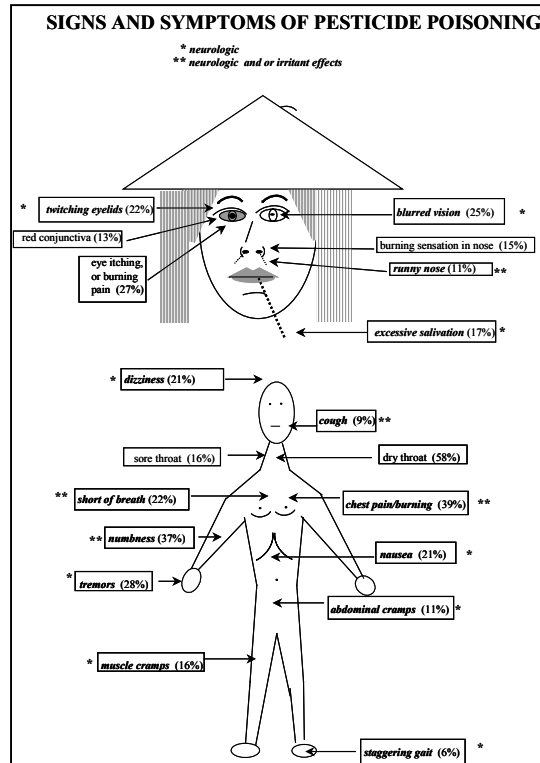 SIGNS AND SYMPTOMS OF PESTICIDE POISONING
* neurologic
** neurologic and or irritant effects
* twitching eyelids (22%)
blurred vision (25%) *
red conjunctiva (13%)
burning sensation in nose (15%)
eye itching,
or burning
pain (27%)
runny nose (11%) **
excessive salivation (17%) *
* dizziness (21%)
cough (9%) **
sore throat (16%)
dry throat (58%)
** short of breath (22%)
chest pain/burning (39%) **
** numbness (37%)
nausea (21%) *
* tremors (28%)
abdominal cramps (11%) *
* muscle cramps (16%)
staggering gait (6%) *